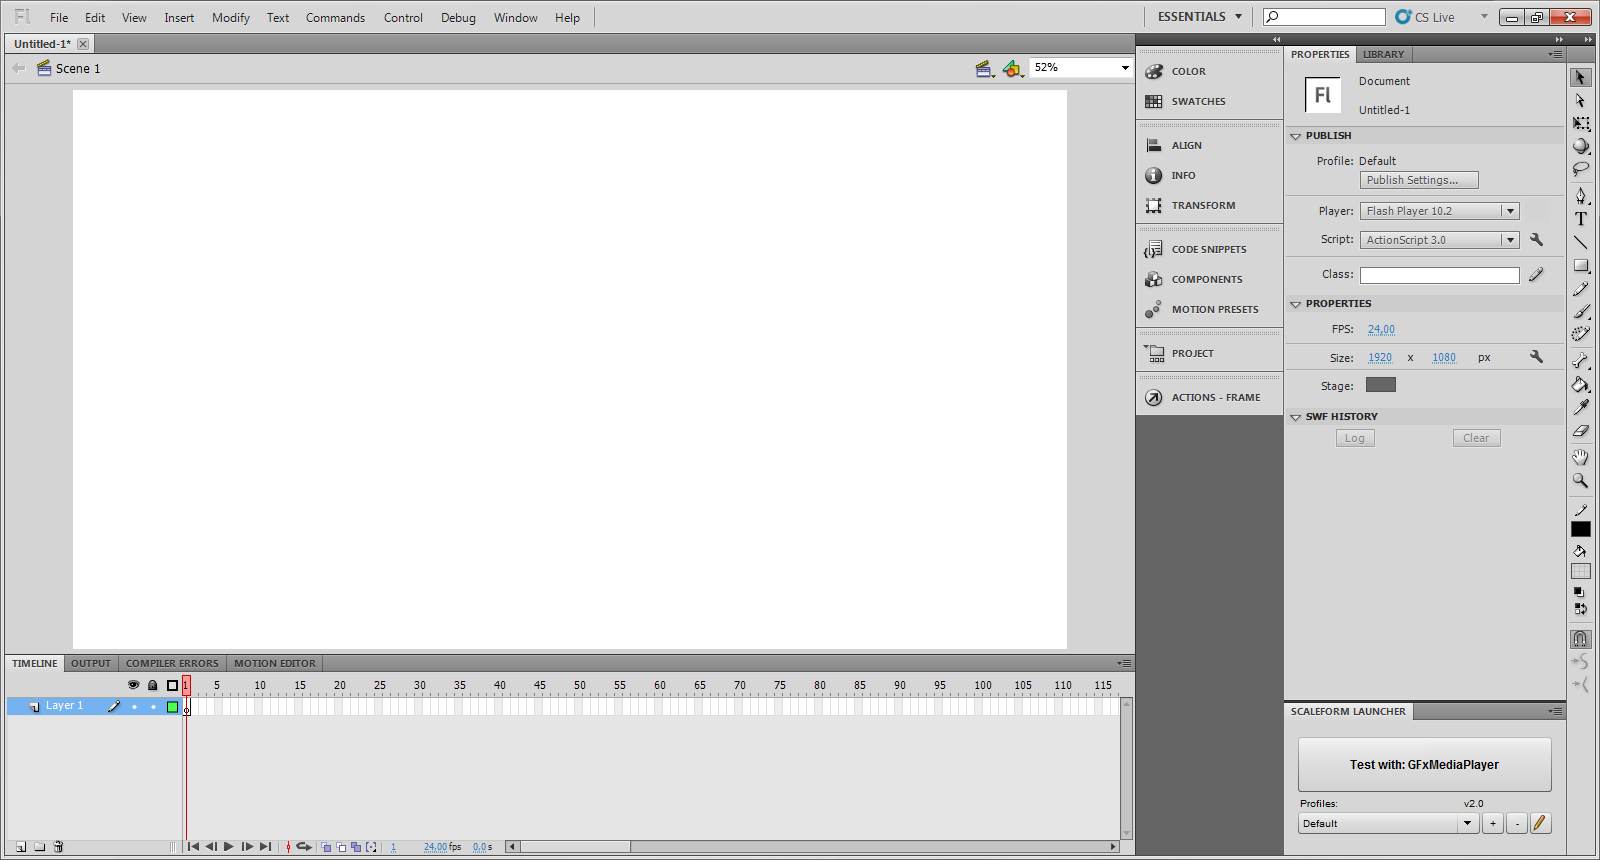 Fl File Edit View Insert Modify Text Commands Control Debug Window Help ESSENTIALS CS Live
Untitled-1*
Scene 1 52%
COLOR
SWATCHES
ALIGN
INFO
TRANSFORM
CODE SNIPPETS
COMPONENTS
MOTION PRESETS
PROJECT
ACTIONS - FRAME
PROPERTIES LIBRARY
Fl Document
Untitled-1
PUBLISH
Profile: Default
Publish Settings...
Player: Flash Player 10.2
Script: ActionScript 3.0
Class:
PROPERTIES
FPS: 24,00
Size: 1920 x 1080 px
Stage:
SWF HISTORY
Log Clear
T
TIMELINE OUTPUT COMPILER ERRORS MOTION EDITOR
1 5 10 15 20 25 30 35 40 45 50 55 60 65 70 75 80 85 90 95 100 105 110 115
Layer 1
1 24,00 fps 0,0 s
SCALEFORM LAUNCHER
Test with: GFxMediaPlayer
Profiles: v2.0
Default + -